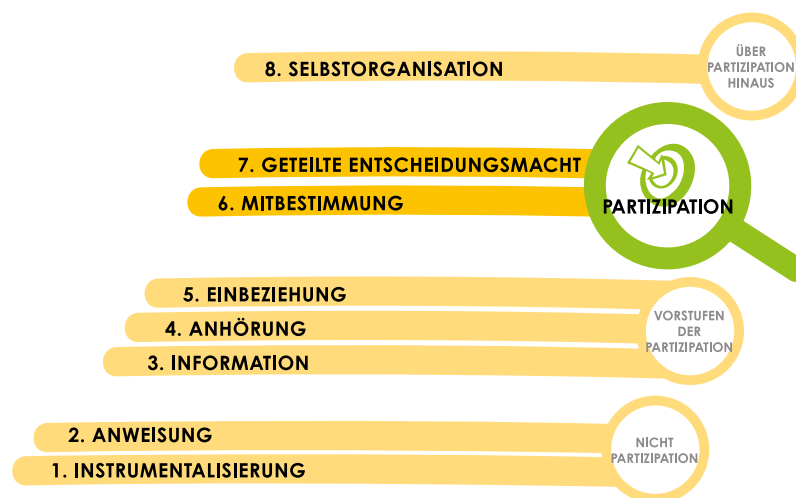 8. SELBSTORGANISATION
ÜBER
PARTIZIPATION
HINAUS
7. GETEILTE ENTSCHEIDUNGSMACHT
6. MITBESTIMMUNG
PARTIZIPATION
5. EINBEZIEHUNG
4. ANHÖRUNG
3. INFORMATION
VORSTUFEN
DER
PARTIZIPATION
2. ANWEISUNG
1. INSTRUMENTALISIERUNG
NICHT
PARTIZIPATION